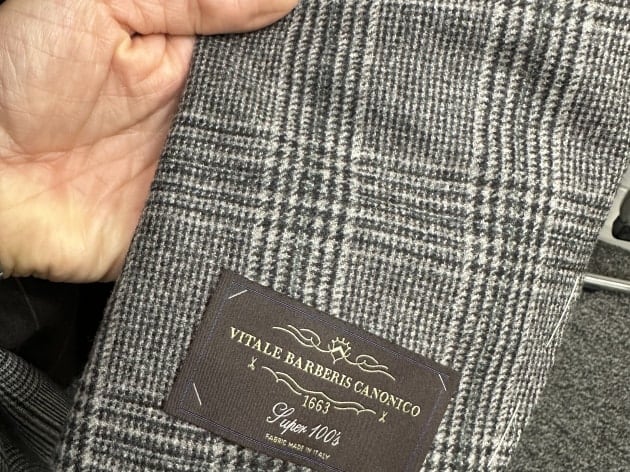 VITALE BARBERIS CANONICO
1663
Super 100's
FABRIC MADE IN ITALY